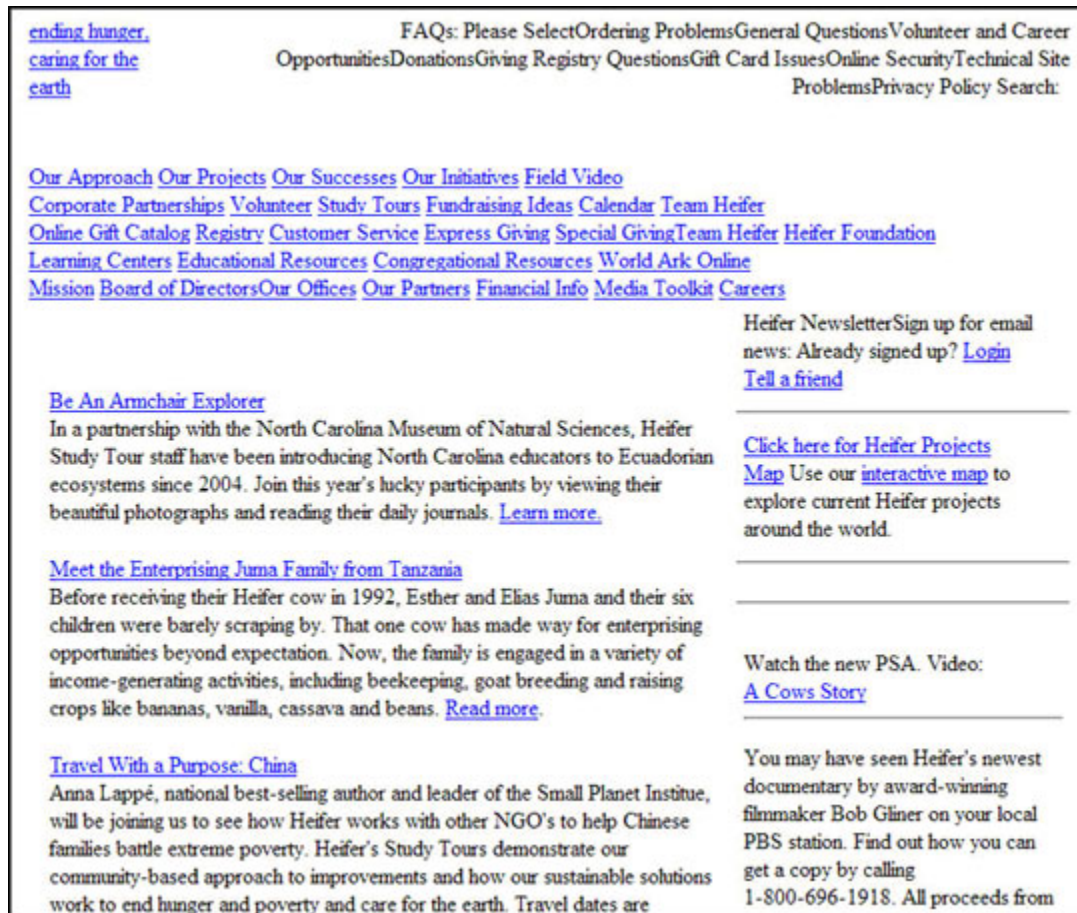 ending hunger,
caring for the
earth
FAQs: Please SelectOrdering ProblemsGeneral QuestionsVolunteer and Career
OpportunitiesDonationsGiving Registry QuestionsGift Card IssuesOnline SecurityTechnical Site
ProblemsPrivacy Policy Search:
Our Approach Our Projects Our Successes Our Initiatives Field Video
Corporate Partnerships Volunteer Study Tours Fundraising Ideas Calendar Team Heifer
Online Gift Catalog Registry Customer Service Express Giving Special GivingTeam Heifer Heifer Foundation
Learning Centers Educational Resources Congregational Resources World Ark Online
Mission Board of DirectorsOur Offices Our Partners Financial Info Media Toolkit Careers
Be An Armchair Explorer
In a partnership with the North Carolina Museum of Natural Sciences, Heifer
Study Tour staff have been introducing North Carolina educators to Ecuadorian
ecosystems since 2004. Join this year's lucky participants by viewing their
beautiful photographs and reading their daily journals. Learn more.
Meet the Enterprising Juma Family from Tanzania
Before receiving their Heifer cow in 1992, Esther and Elias Juma and their six
children were barely scraping by. That one cow has made way for enterprising
opportunities beyond expectation. Now, the family is engaged in a variety of
income-generating activities, including beekeeping, goat breeding and raising
crops like bananas, vanilla, cassava and beans. Read more.
Travel With a Purpose: China
Anna Lappé, national best-selling author and leader of the Small Planet Institue,
will be joining us to see how Heifer works with other NGO's to help Chinese
families battle extreme poverty. Heifer's Study Tours demonstrate our
community-based approach to improvements and how our sustainable solutions
work to end hunger and poverty and care for the earth. Travel dates are
Heifer NewsletterSign up for email
news: Already signed up? Login
Tell a friend
Click here for Heifer Projects
Map Use our interactive map to
explore current Heifer projects
around the world.
Watch the new PSA. Video:
A Cows Story
You may have seen Heifer's newest
documentary by award-winning
filmmaker Bob Gliner on your local
PBS station. Find out how you can
get a copy by calling
1-800-696-1918. All proceeds from